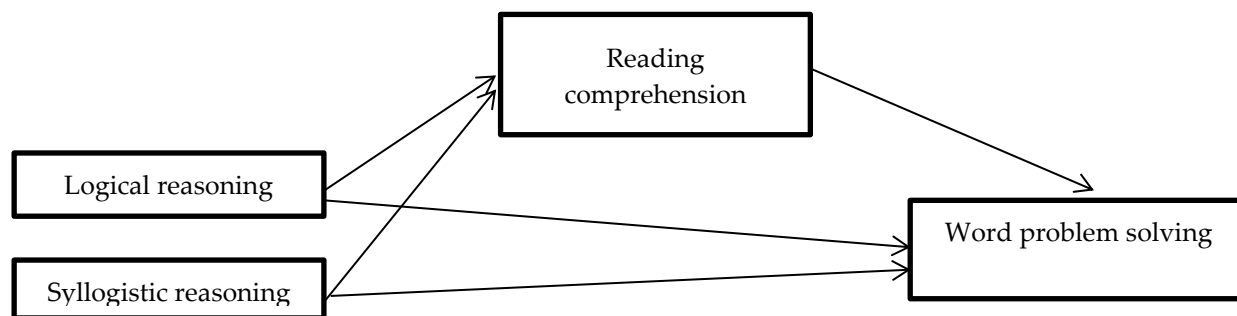 Reading
comprehension
Logical reasoning
Word problem solving
Syllogistic reasoning